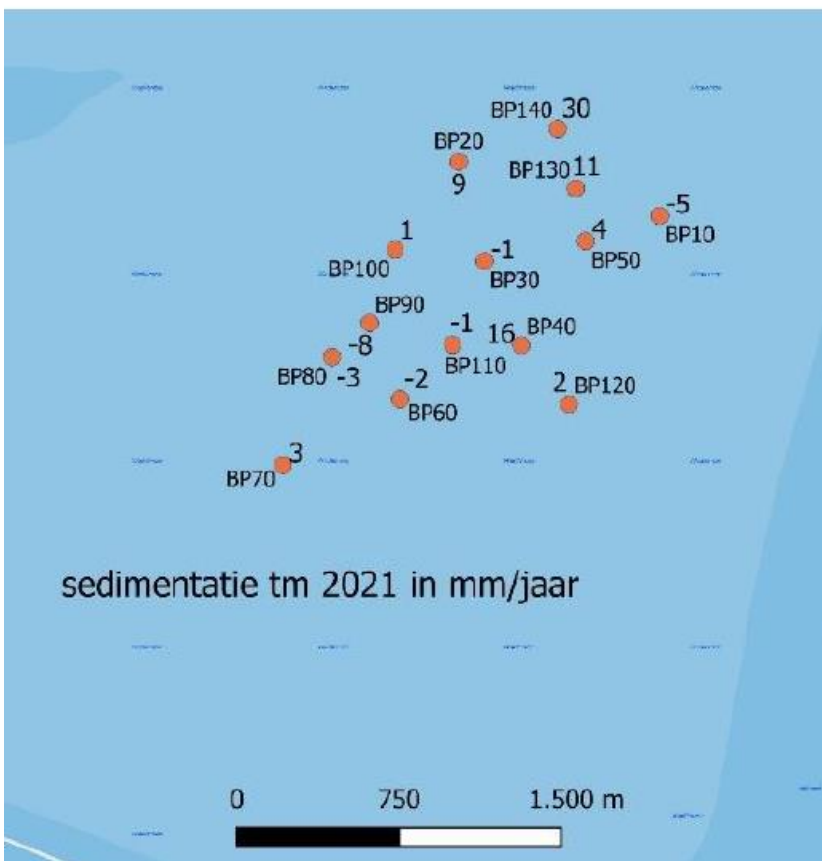 BP140 30
BP20
9
BP130 11
-5
BP10
4
BP50
1
BP100
-1
BP30
BP90
-8
-1
BP110
16 BP40
BP80 -3
-2
BP60
2 BP120
3
BP70
sedimentatie tm 2021 in mm/jaar
0 750 1.500 m